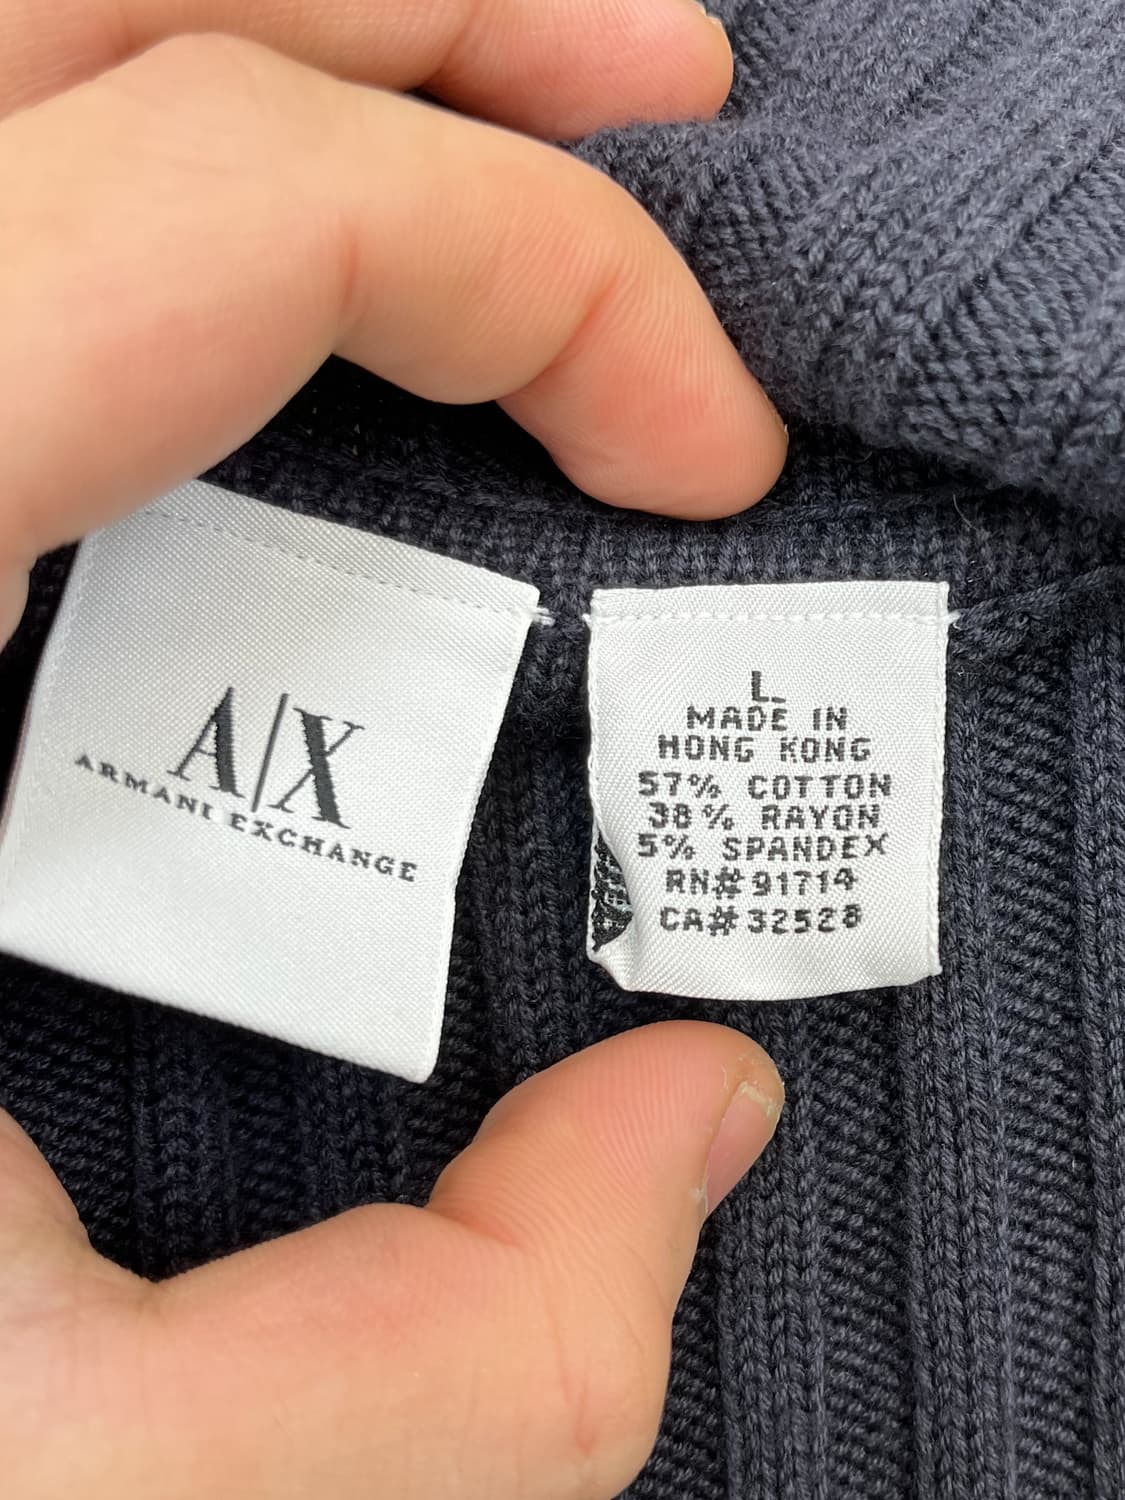 A|X
ARMANI EXCHANGE
L
MADE IN
HONG KONG
57% COTTON
38% RAYON
5% SPANDEX
RN# 91714
CA# 32528